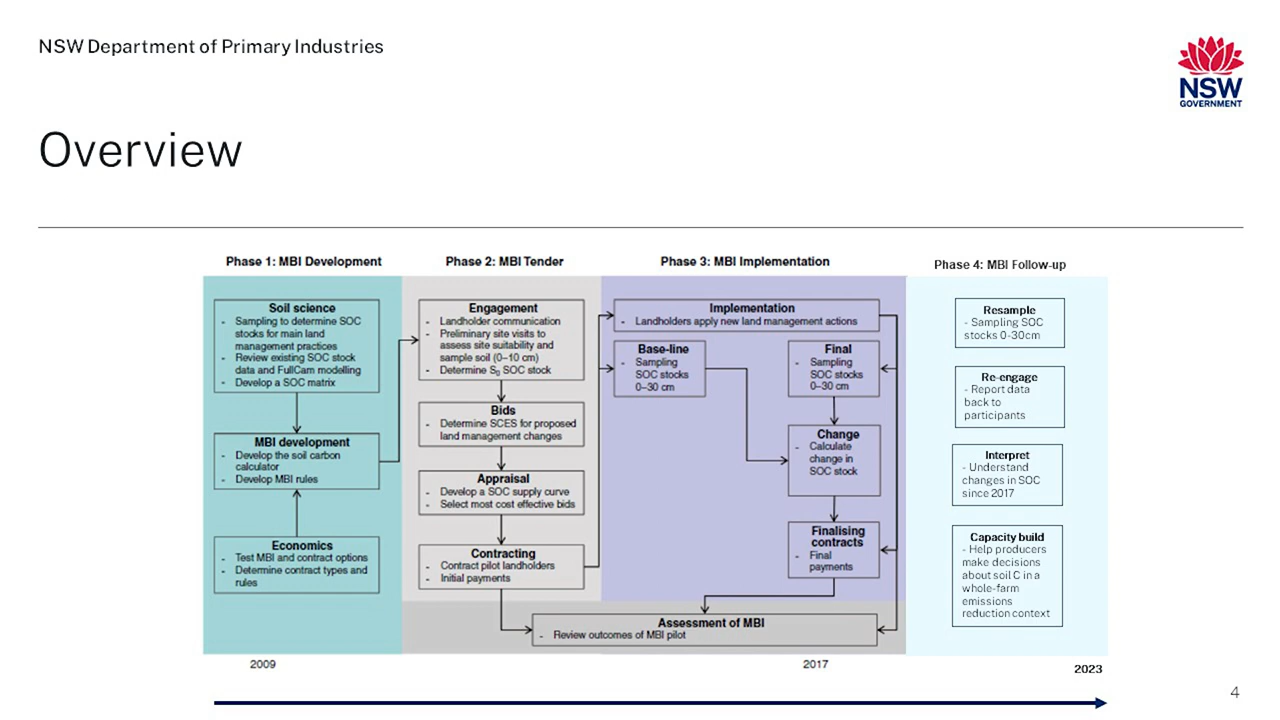 NSW Department of Primary Industries
NSW
GOVERNMENT
Overview
Phase 1: MBI Development
Soil science
- Sampling to determine SOC
stocks for main land
management practices
- Review existing SOC stock
data and FullCam modelling
- Develop a SOC matrix
MBI development
- Develop the soil carbon
calculator
- Develop MBI rules
Economics
- Test MBI and contract options
- Determine contract types and
rules
Phase 2: MBI Tender
Engagement
- Landholder communication
- Preliminary site visits to
assess site suitability and
sample soil (0–10 cm)
- Determine S₀ SOC stock
Bids
- Determine SCES for proposed
land management changes
Appraisal
- Develop a SOC supply curve
- Select most cost effective bids
Contracting
- Contract pilot landholders
- Initial payments
Phase 3: MBI Implementation
Implementation
- Landholders apply new land management actions
Base-line
- Sampling
SOC stocks
0–30 cm
Final
- Sampling
SOC stocks
0–30 cm
Change
- Calculate
change in
SOC stock
Finalising
contracts
- Final
payments
Assessment of MBI
- Review outcomes of MBI pilot
Phase 4: MBI Follow-up
Resample
- Sampling SOC
stocks 0-30cm
Re-engage
- Report data
back to
participants
Interpret
- Understand
changes in SOC
since 2017
Capacity build
- Help producers
make decisions
about soil C in a
whole-farm
emissions
reduction context
2009
2017
2023
4